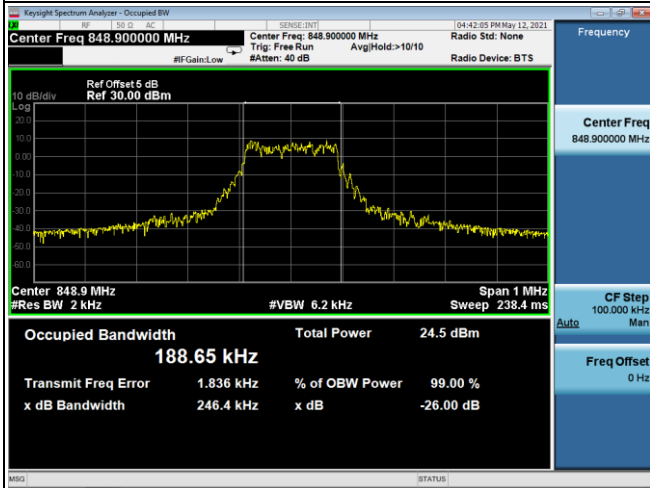 Keysight Spectrum Analyzer - Occupied BW
RF 50 Ω AC SENSE:INT 04:42:05 PM May 12, 2021
Center Freq 848.900000 MHz
Center Freq: 848.900000 MHz
Radio Std: None
Trig: Free Run Avg|Hold:>10/10
#IFGain:Low #Atten: 40 dB Radio Device: BTS
Frequency
Ref Offset 5 dB
10 dB/div Ref 30.00 dBm
Log
20.0
10.0
0.00
-10.0
-20.0
-30.0
-40.0
-50.0
-60.0
Center 848.9 MHz Span 1 MHz
#Res BW 2 kHz #VBW 6.2 kHz Sweep 238.4 ms
Occupied Bandwidth Total Power 24.5 dBm
188.65 kHz
Transmit Freq Error 1.836 kHz % of OBW Power 99.00 %
x dB Bandwidth 246.4 kHz x dB -26.00 dB
Center Freq
848.900000 MHz
CF Step
100.000 kHz
Auto Man
Freq Offset
0 Hz
MSG STATUS